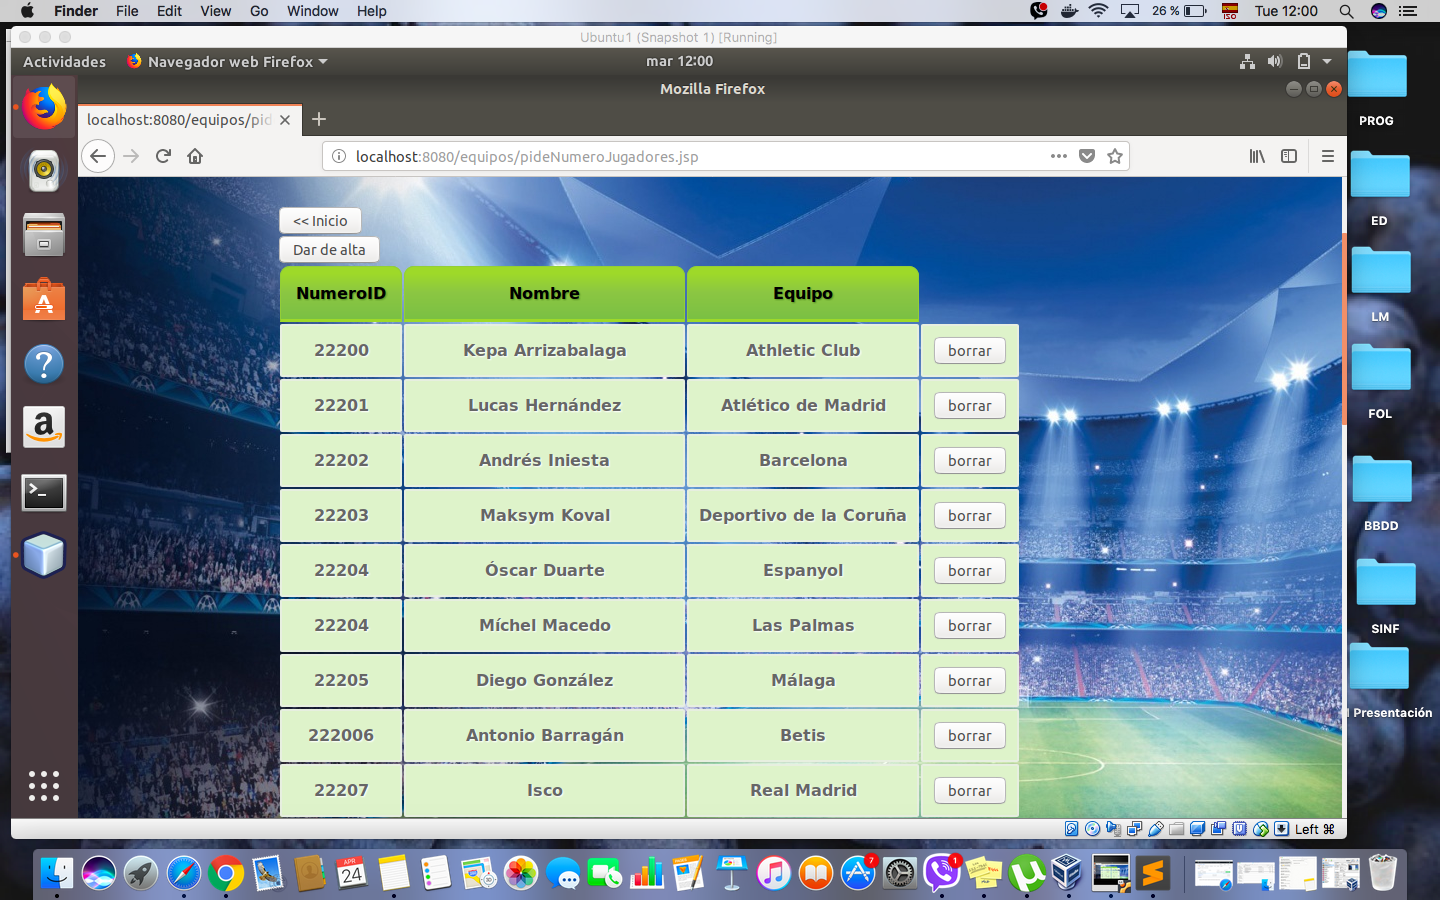 Finder File Edit View Go Window Help 26 % ISO Tue 12:00
Ubuntu1 (Snapshot 1) [Running]
Actividades Navegador web Firefox mar 12:00
Mozilla Firefox
localhost:8080/equipos/pid
localhost:8080/equipos/pideNumeroJugadores.jsp
<< Inicio
Dar de alta
NumeroID Nombre Equipo
22200 Kepa Arrizabalaga Athletic Club borrar
22201 Lucas Hernández Atlético de Madrid borrar
22202 Andrés Iniesta Barcelona borrar
22203 Maksym Koval Deportivo de la Coruña borrar
22204 Óscar Duarte Espanyol borrar
22204 Míchel Macedo Las Palmas borrar
22205 Diego González Málaga borrar
222006 Antonio Barragán Betis borrar
22207 Isco Real Madrid borrar
PROG
ED
LM
FOL
BBDD
SINF
l Presentación
Left ⌘
APR
24
7
1